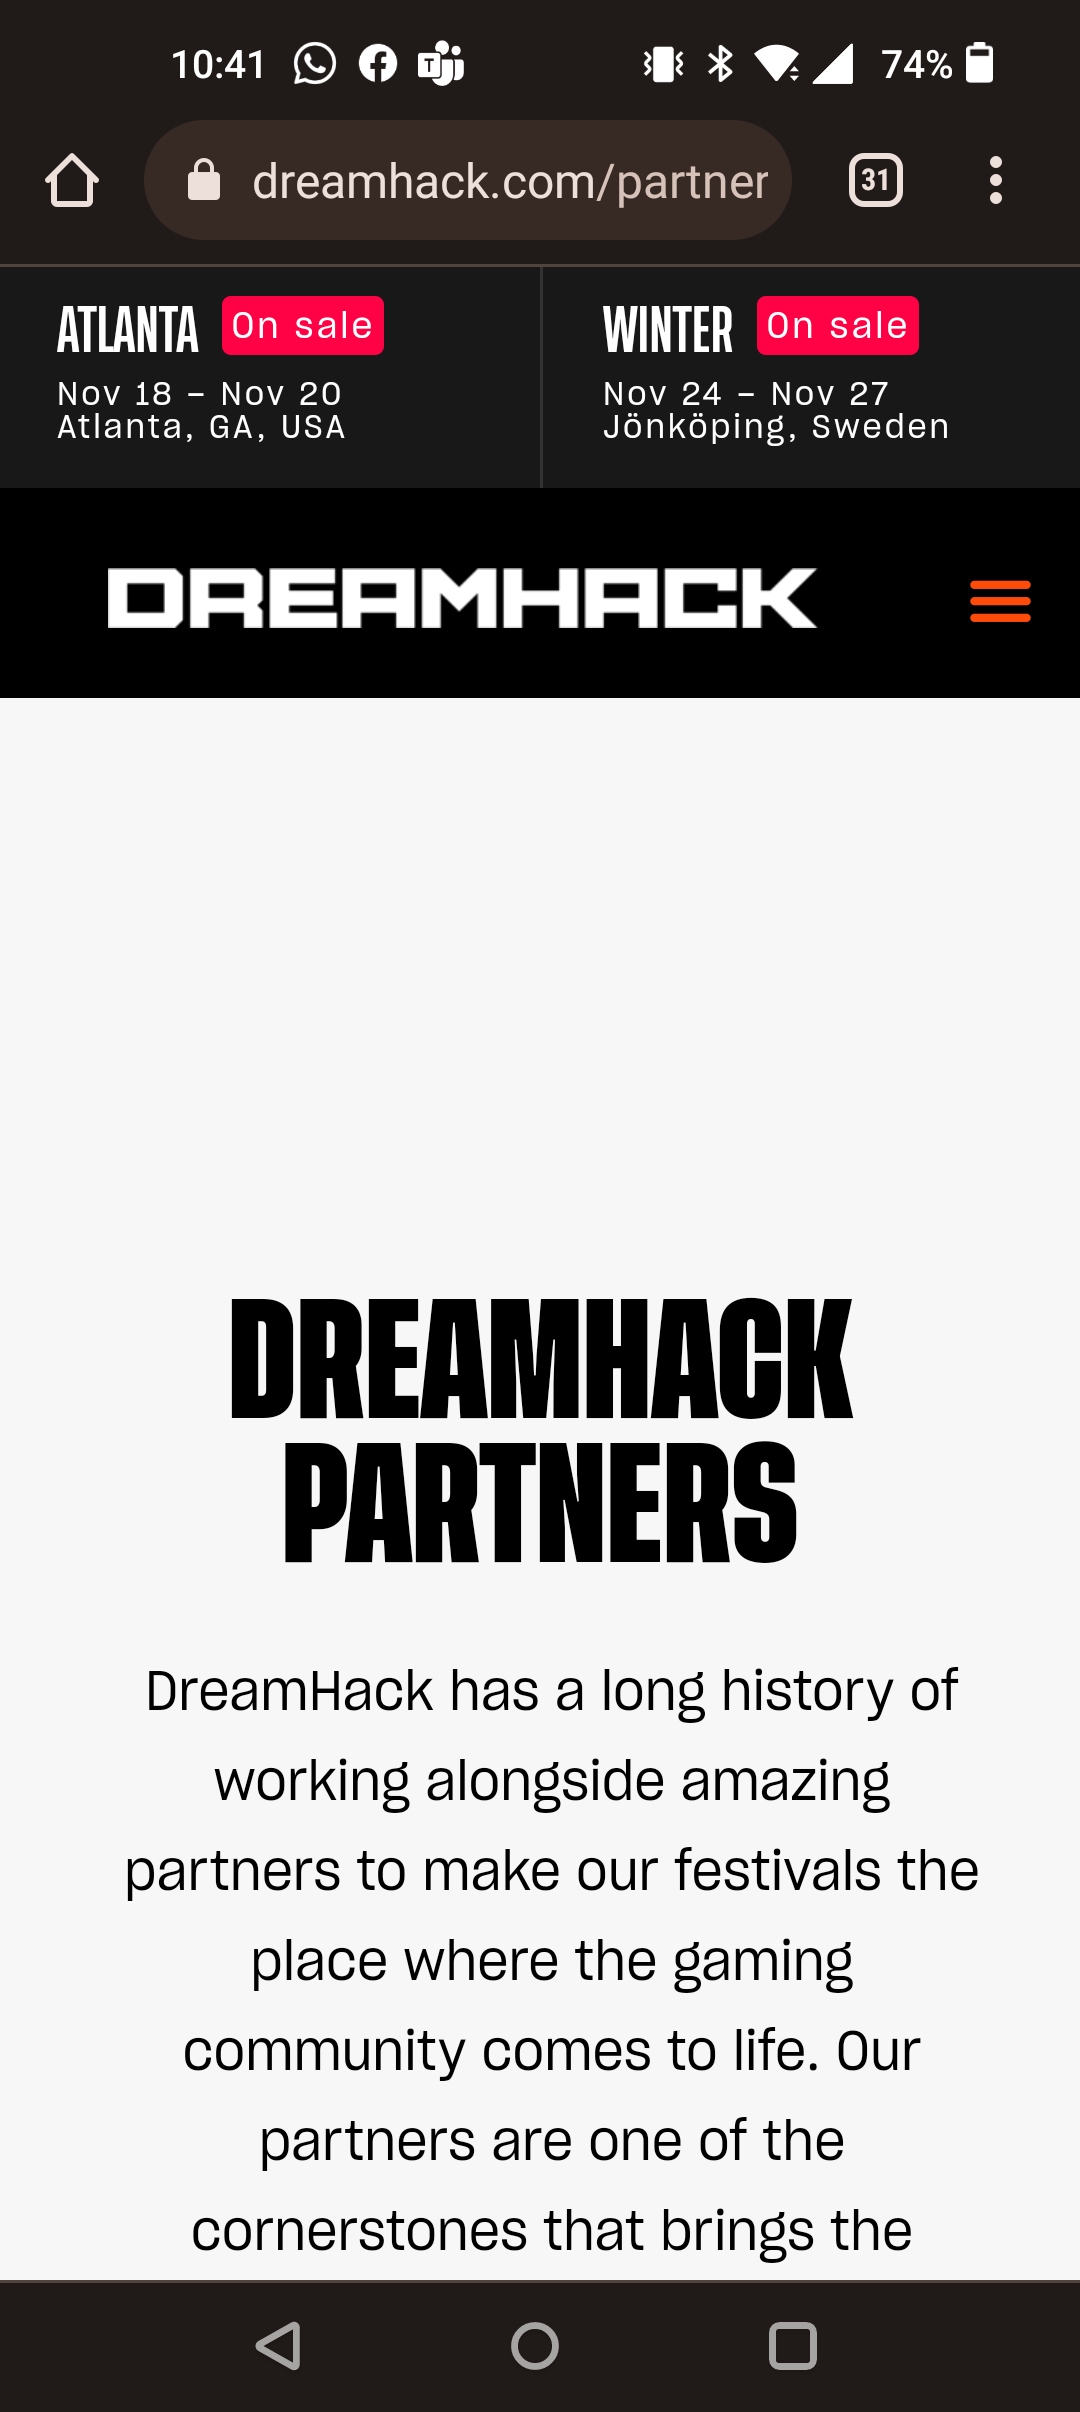 10:41 74%
dreamhack.com/partner 31
ATLANTA On sale
Nov 18 – Nov 20
Atlanta, GA, USA
WINTER On sale
Nov 24 – Nov 27
Jönköping, Sweden
DREAMHACK
DREAMHACK
PARTNERS
DreamHack has a long history of
working alongside amazing
partners to make our festivals the
place where the gaming
community comes to life. Our
partners are one of the
cornerstones that brings the